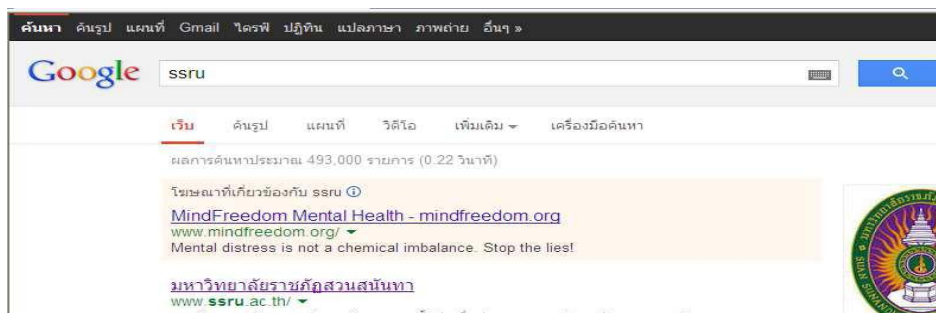 ค้นหา ค้นรูป แผนที่ Gmail ไดรฟ์ ปฏิทิน แปลภาษา ภาพถ่าย อื่นๆ »
Google ssru
เว็บ ค้นรูป แผนที่ วิดีโอ เพิ่มเติม เครื่องมือค้นหา
ผลการค้นหาประมาณ 493,000 รายการ (0.22 วินาที)
โฆษณาที่เกี่ยวข้องกับ ssru
MindFreedom Mental Health - mindfreedom.org
www.mindfreedom.org/
Mental distress is not a chemical imbalance. Stop the lies!
มหาวิทยาลัยราชภัฏสวนสนันทา
www.ssru.ac.th/